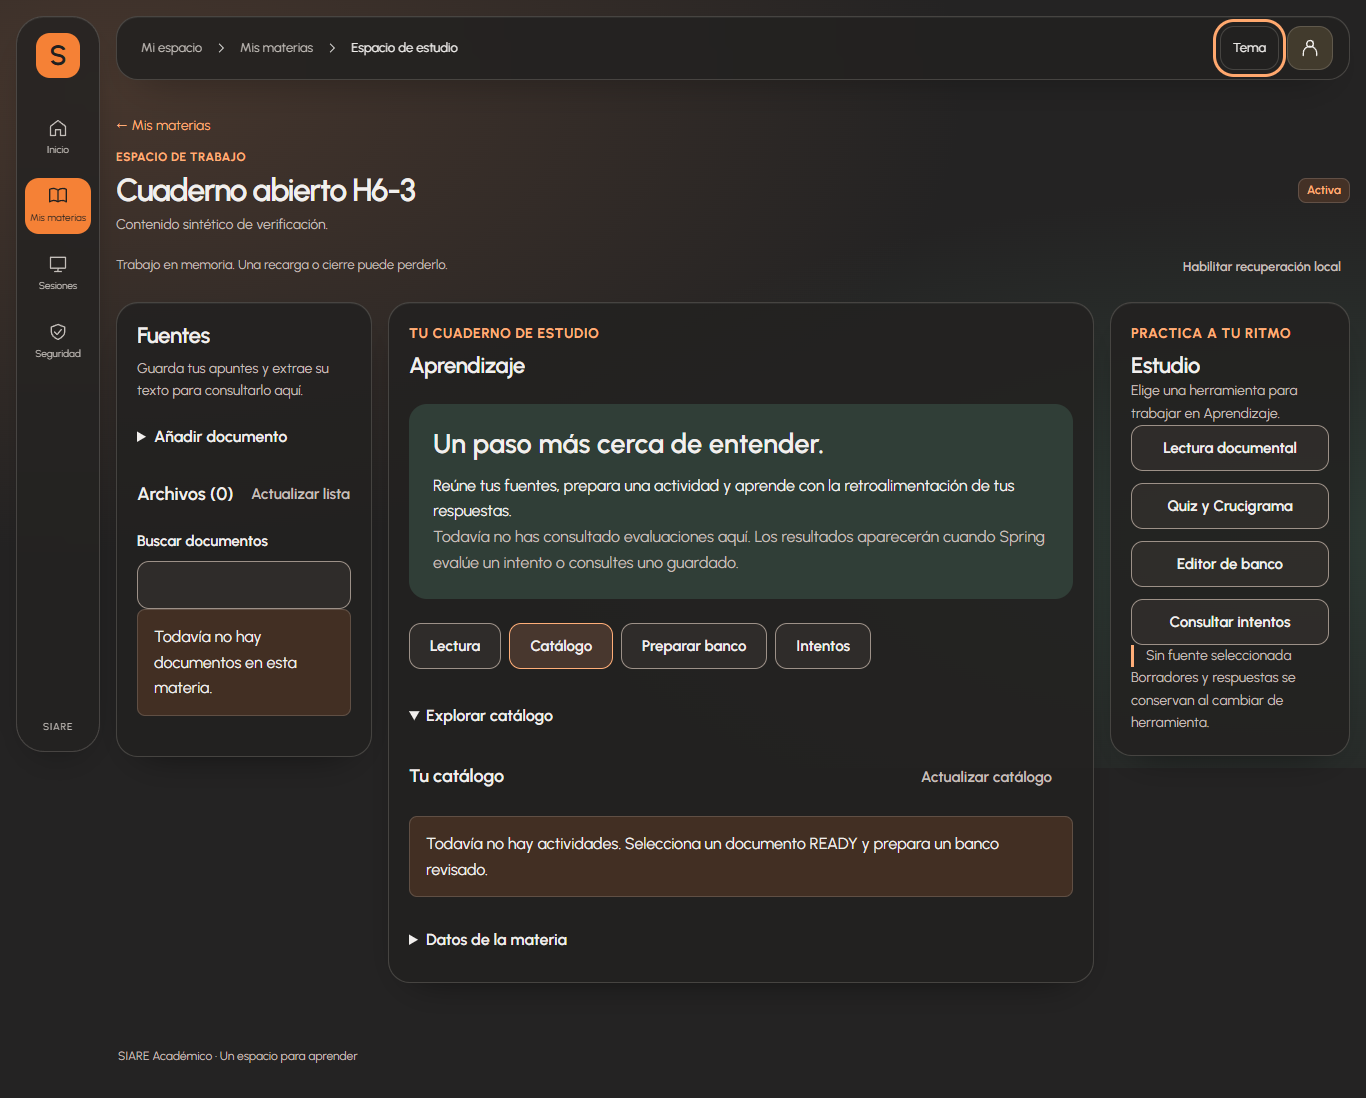 S
Mi espacio > Mis materias > Espacio de estudio
Tema
Inicio
Mis materias
Sesiones
Seguridad
SIARE
← Mis materias
ESPACIO DE TRABAJO
Cuaderno abierto H6-3
Activa
Contenido sintético de verificación.
Trabajo en memoria. Una recarga o cierre puede perderlo.
Habilitar recuperación local
Fuentes
Guarda tus apuntes y extrae su
texto para consultarlo aquí.
Añadir documento
Archivos (0)
Actualizar lista
Buscar documentos
Todavía no hay
documentos en esta
materia.
TU CUADERNO DE ESTUDIO
Aprendizaje
Un paso más cerca de entender.
Reúne tus fuentes, prepara una actividad y aprende con la retroalimentación de tus
respuestas.
Todavía no has consultado evaluaciones aquí. Los resultados aparecerán cuando Spring
evalúe un intento o consultes uno guardado.
Lectura
Catálogo
Preparar banco
Intentos
Explorar catálogo
Tu catálogo
Actualizar catálogo
Todavía no hay actividades. Selecciona un documento READY y prepara un banco
revisado.
Datos de la materia
PRACTICA A TU RITMO
Estudio
Elige una herramienta para
trabajar en Aprendizaje.
Lectura documental
Quiz y Crucigrama
Editor de banco
Consultar intentos
Sin fuente seleccionada
Borradores y respuestas se
conservan al cambiar de
herramienta.
SIARE Académico · Un espacio para aprender